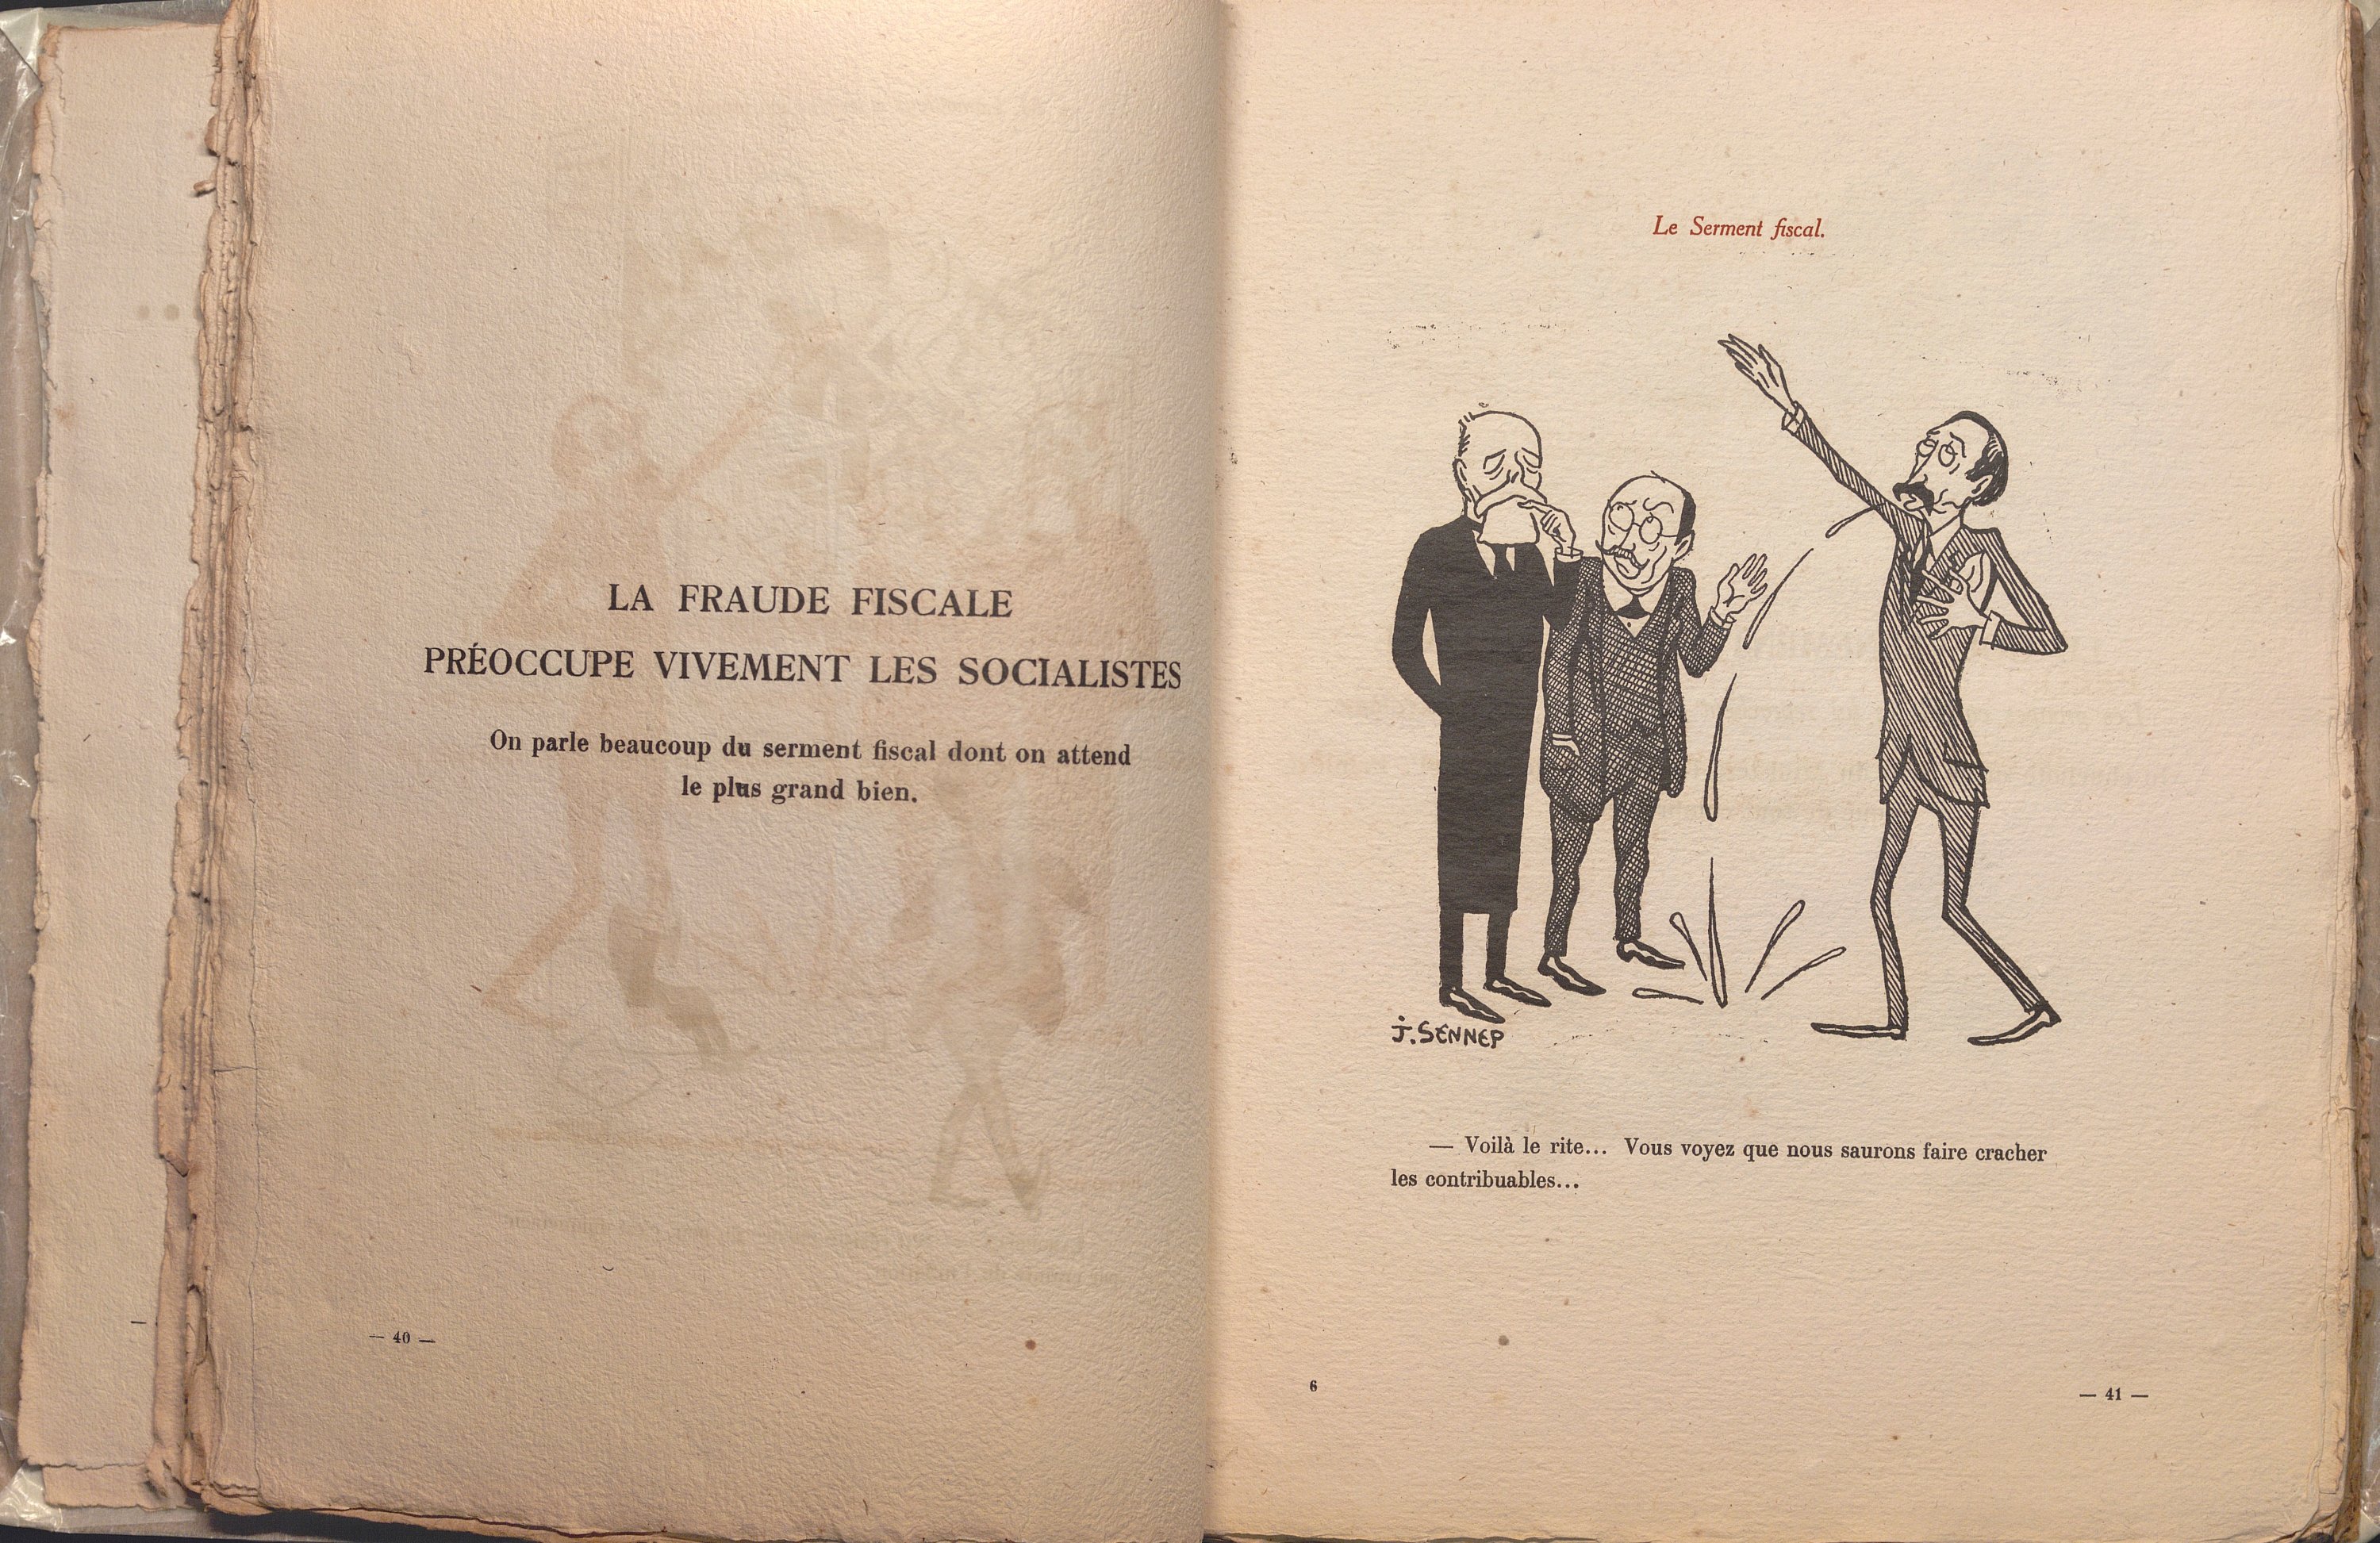 LA FRAUDE FISCALE
PRÉOCCUPE VIVEMENT LES SOCIALISTES
On parle beaucoup du serment fiscal dont on attend
le plus grand bien.
— 40 —
Le Serment fiscal.
J. SENNEP
— Voilà le rite... Vous voyez que nous saurons faire cracher
les contribuables...
6
— 41 —